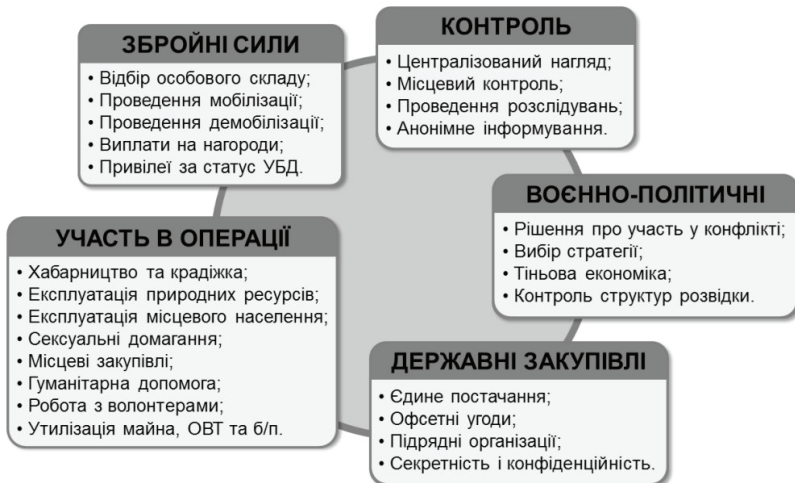 ЗБРОЙНІ СИЛИ
• Відбір особового складу;
• Проведення мобілізації;
• Проведення демобілізації;
• Виплати на нагороди;
• Привілеї за статус УБД.
КОНТРОЛЬ
• Централізований нагляд;
• Місцевий контроль;
• Проведення розслідувань;
• Анонімне інформування.
ВОЄННО-ПОЛІТИЧНІ
• Рішення про участь у конфлікті;
• Вибір стратегії;
• Тіньова економіка;
• Контроль структур розвідки.
УЧАСТЬ В ОПЕРАЦІЇ
• Хабарництво та крадіжка;
• Експлуатація природних ресурсів;
• Експлуатація місцевого населення;
• Сексуальні домагання;
• Місцеві закупівлі;
• Гуманітарна допомога;
• Робота з волонтерами;
• Утилізація майна, ОВТ та б/п.
ДЕРЖАВНІ ЗАКУПІВЛІ
• Єдине постачання;
• Офсетні угоди;
• Підрядні організації;
• Секретність і конфіденційність.